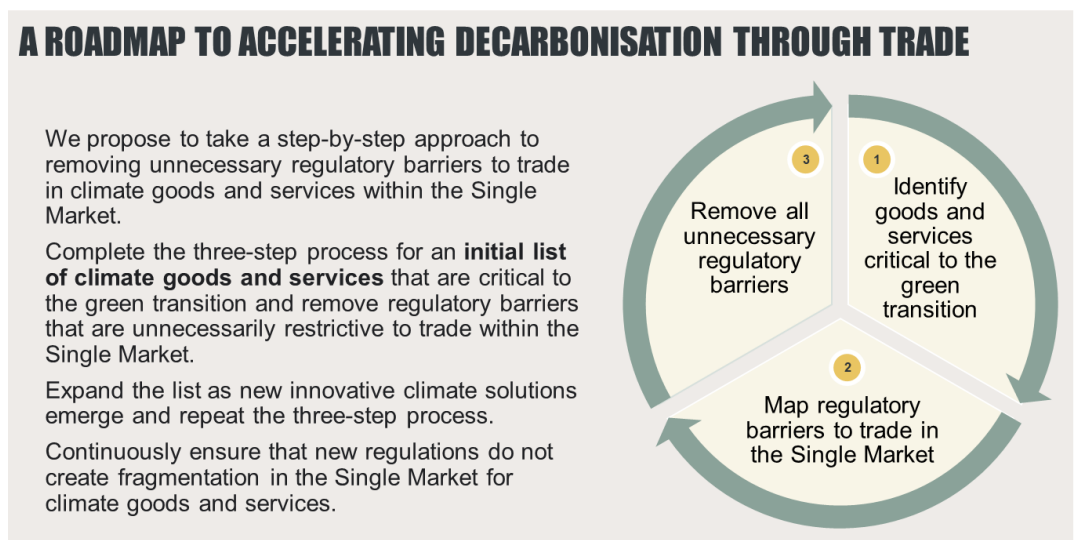 A ROADMAP TO ACCELERATING DECARBONISATION THROUGH TRADE
We propose to take a step-by-step approach to
removing unnecessary regulatory barriers to trade
in climate goods and services within the Single
Market.
Complete the three-step process for an initial list
of climate goods and services that are critical to
the green transition and remove regulatory barriers
that are unnecessarily restrictive to trade within the
Single Market.
Expand the list as new innovative climate solutions
emerge and repeat the three-step process.
Continuously ensure that new regulations do not
create fragmentation in the Single Market for
climate goods and services.
1
Identify
goods and
services
critical to the
green
transition
2
Map regulatory
barriers to trade in
the Single Market
3
Remove all
unnecessary
regulatory
barriers